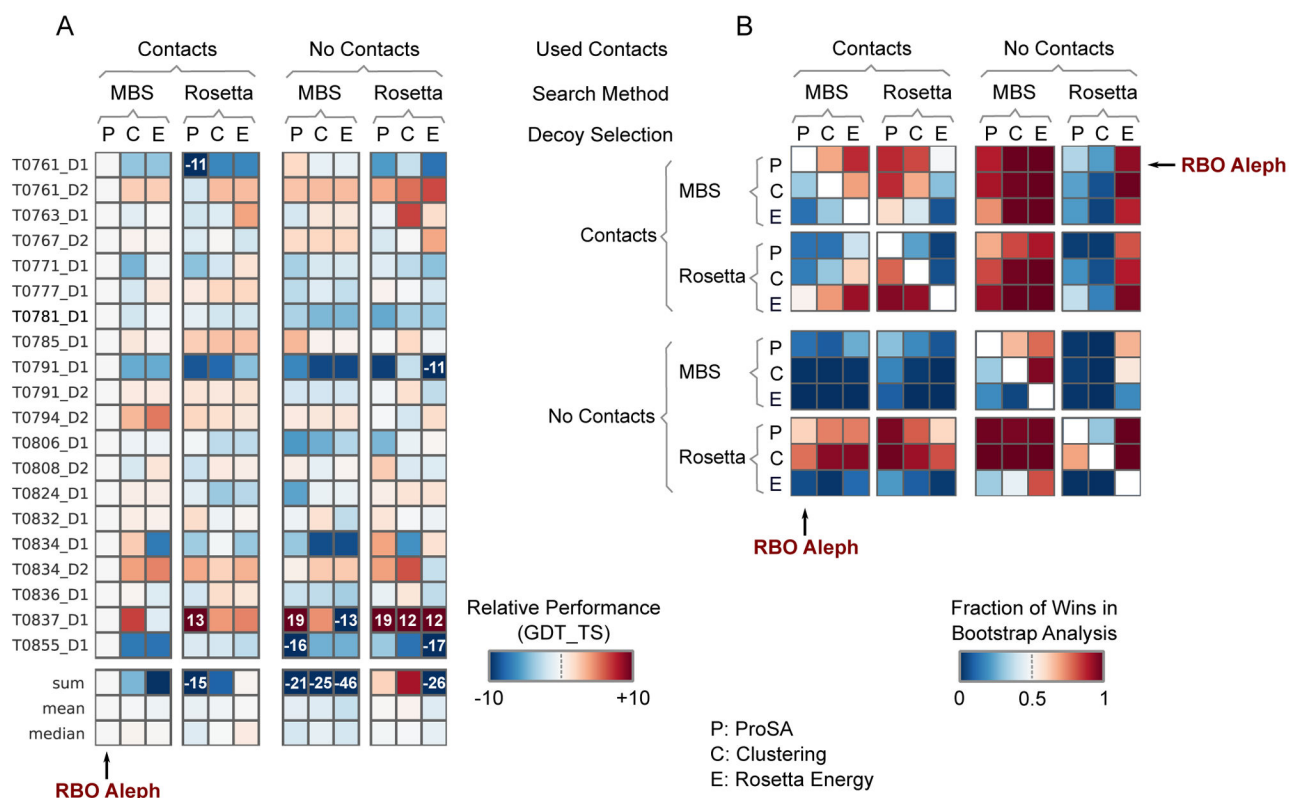 A
Contacts
No Contacts
MBS
Rosetta
MBS
Rosetta
P C E
P C E
P C E
P C E
Used Contacts
Search Method
Decoy Selection
T0761_D1 -11
T0761_D2
T0763_D1
T0767_D2
T0771_D1
T0777_D1
T0781_D1
T0785_D1
T0791_D1 -11
T0791_D2
T0794_D2
T0806_D1
T0808_D2
T0824_D1
T0832_D1
T0834_D1
T0834_D2
T0836_D1
T0837_D1 13 19 -13 19 12 12
T0855_D1 -16 -17
sum -15 -21 -25 -46 -26
mean
median
RBO Aleph
Relative Performance
(GDT_TS)
-10 +10
B
Contacts
No Contacts
MBS
Rosetta
MBS
Rosetta
P C E
P C E
P C E
P C E
Contacts
MBS
P
C
E
Rosetta
P
C
E
No Contacts
MBS
P
C
E
Rosetta
P
C
E
RBO Aleph
RBO Aleph
Fraction of Wins in
Bootstrap Analysis
0 0.5 1
P: ProSA
C: Clustering
E: Rosetta Energy